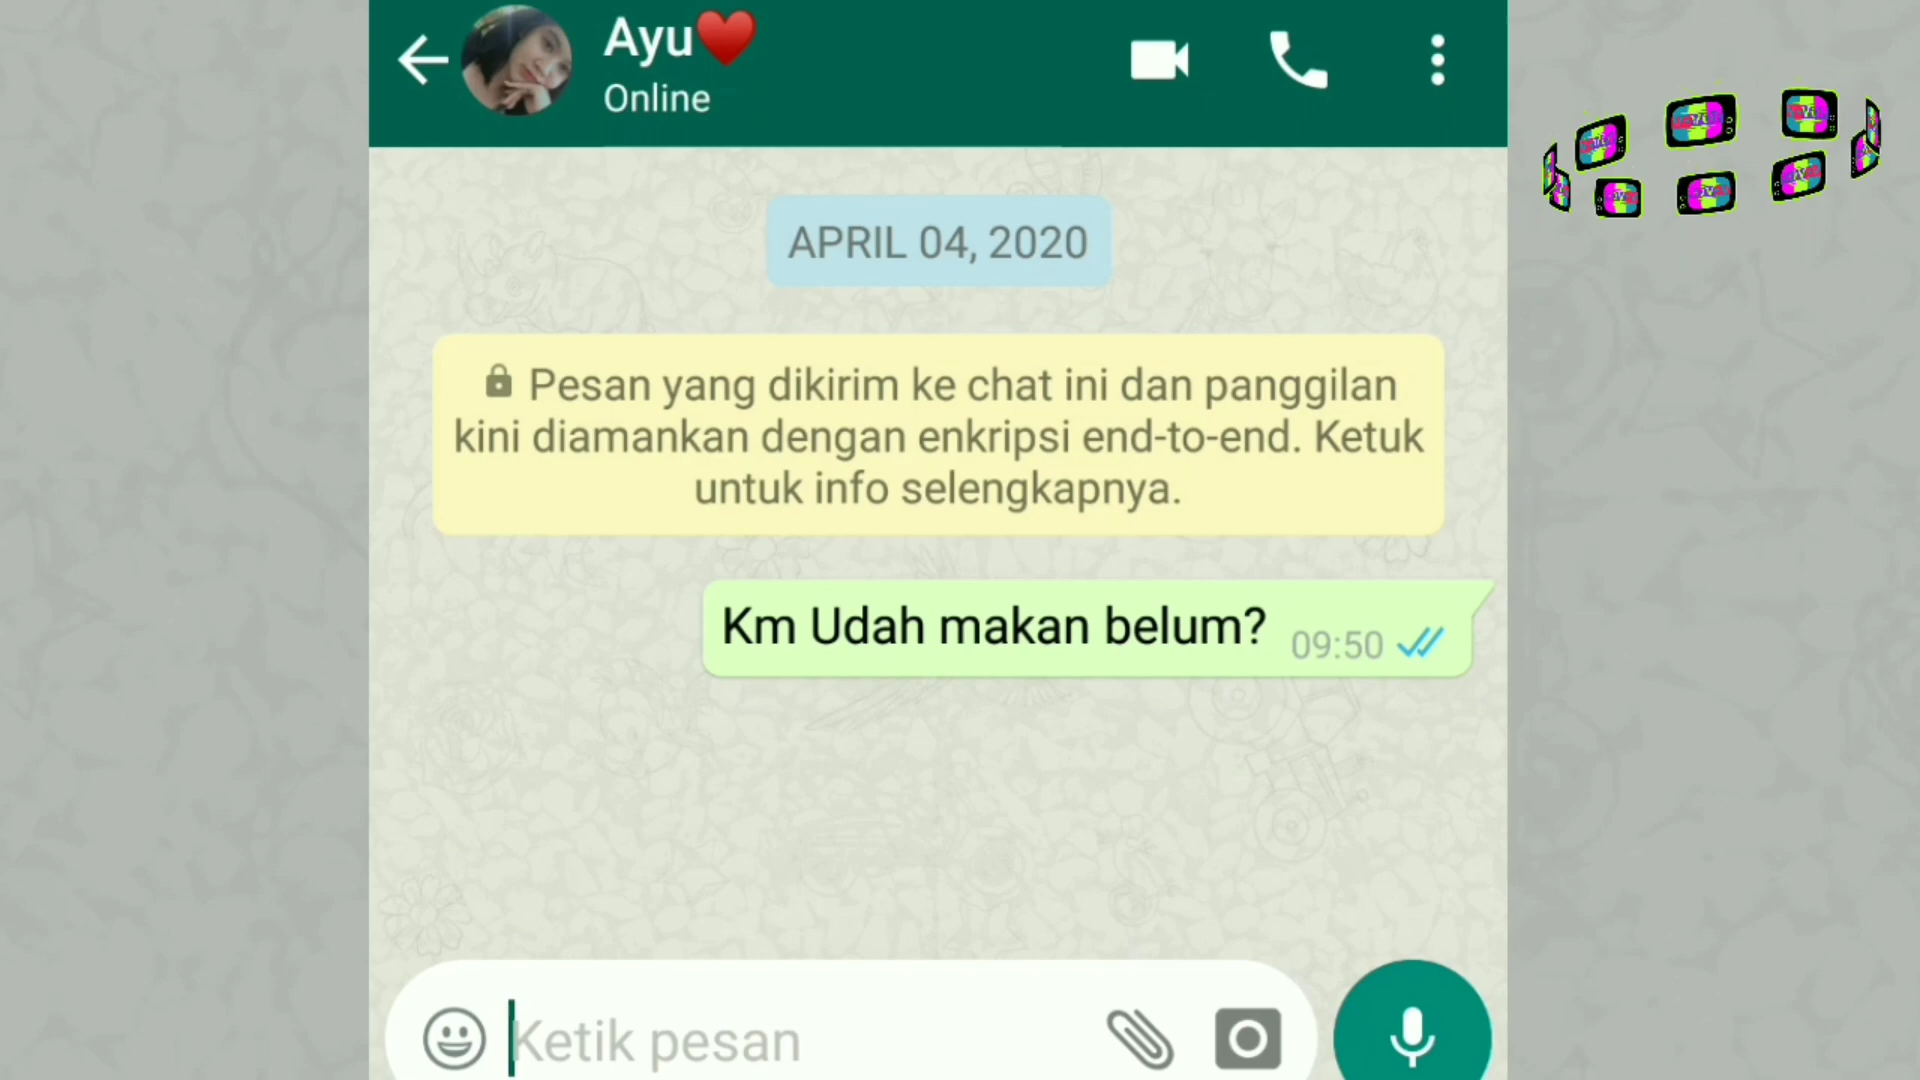 Ayu
Online
APRIL 04, 2020
Pesan yang dikirim ke chat ini dan panggilan
kini diamankan dengan enkripsi end-to-end. Ketuk
untuk info selengkapnya.
Km Udah makan belum? 09:50
Ketik pesan